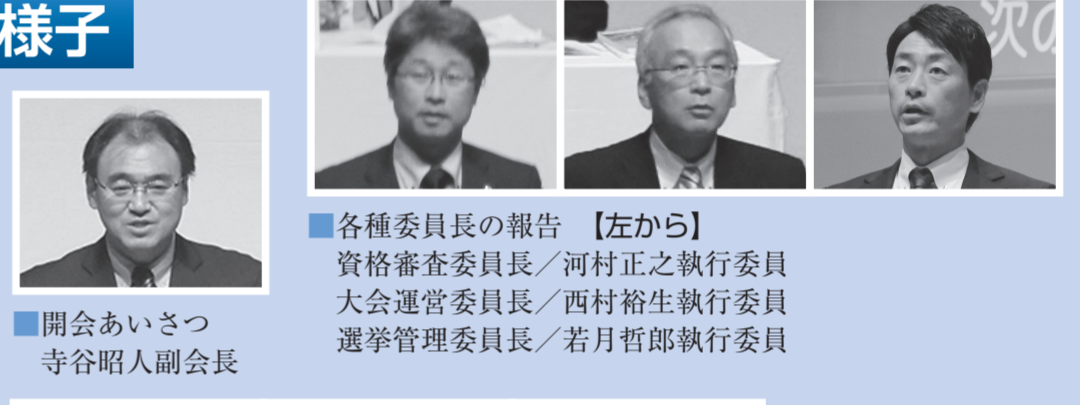 様子
次の
■開会あいさつ
寺谷昭人副会長
■各種委員長の報告 【左から】
資格審査委員長／河村正之執行委員
大会運営委員長／西村裕生執行委員
選挙管理委員長／若月哲郎執行委員